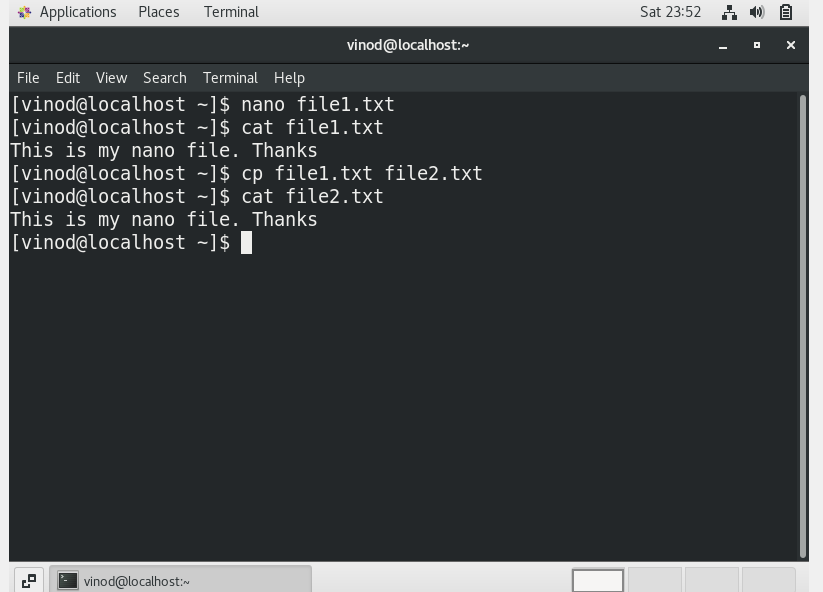 Applications Places Terminal Sat 23:52
vinod@localhost:~
File Edit View Search Terminal Help
[vinod@localhost ~]$ nano file1.txt
[vinod@localhost ~]$ cat file1.txt
This is my nano file. Thanks
[vinod@localhost ~]$ cp file1.txt file2.txt
[vinod@localhost ~]$ cat file2.txt
This is my nano file. Thanks
[vinod@localhost ~]$
vinod@localhost:~